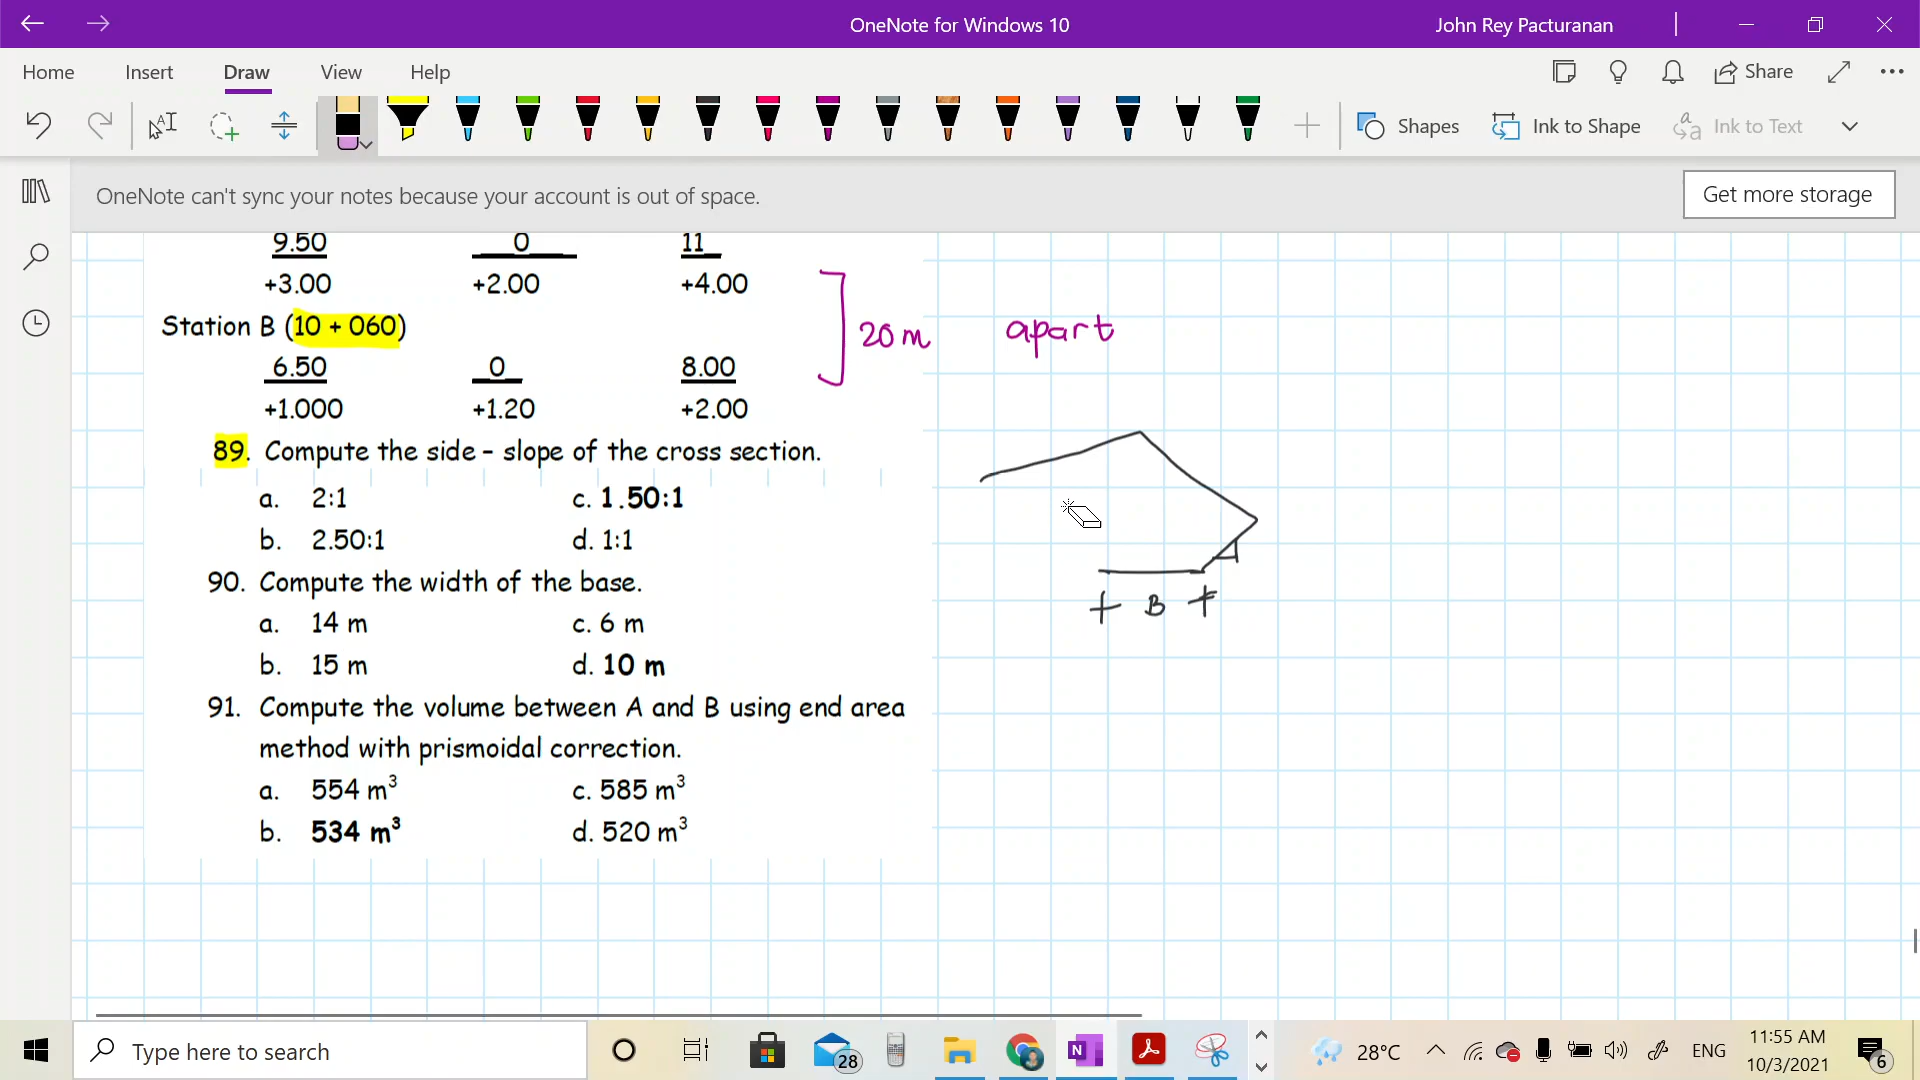 OneNote for Windows 10
John Rey Pacturanan
Home Insert Draw View Help
Share
Shapes Ink to Shape Ink to Text
OneNote can't sync your notes because your account is out of space.
Get more storage
9.50 0 11
+3.00 +2.00 +4.00
Station B (10 + 060)
20 m apart
6.50 0 8.00
+1.000 +1.20 +2.00
89. Compute the side – slope of the cross section.
a. 2:1 c. 1.50:1
b. 2.50:1 d. 1:1
90. Compute the width of the base.
a. 14 m c. 6 m
b. 15 m d. 10 m
91. Compute the volume between A and B using end area
method with prismoidal correction.
a. 554 m³ c. 585 m³
b. 534 m³ d. 520 m³
B
Type here to search
28
28°C
ENG
11:55 AM
10/3/2021
6